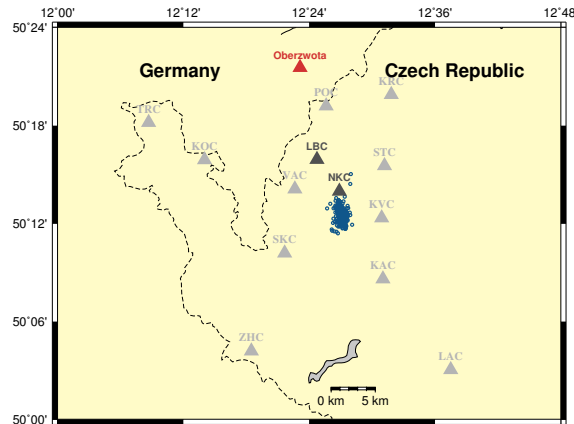 12°00' 12°12' 12°24' 12°36' 12°48'
50°24'
Oberzwota
Germany Czech Republic
KRC
POC
TRC
50°18'
LBC
KOC
STC
NKC
VAC
KVC
50°12'
SKC
KAC
50°06'
ZHC
LAC
0 km 5 km
50°00'